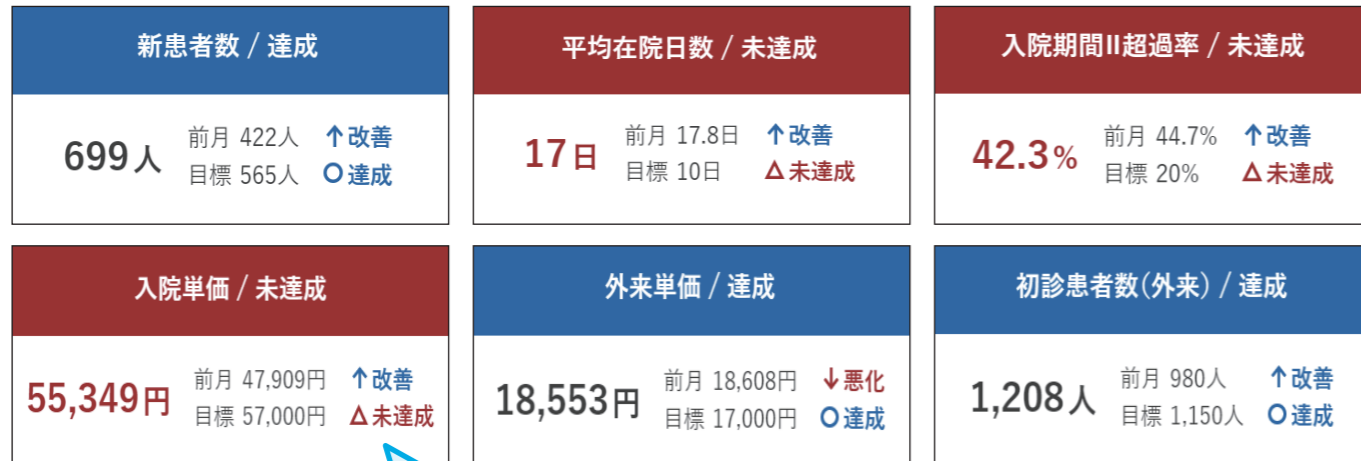 新患者数 / 達成
699人
前月 422人 ↑改善
目標 565人 O達成
平均在院日数 / 未達成
17日
前月 17.8日 ↑改善
目標 10日 △未達成
入院期間II超過率 / 未達成
42.3%
前月 44.7% ↑改善
目標 20% △未達成
入院単価 / 未達成
55,349円
前月 47,909円 ↑改善
目標 57,000円 △未達成
外来単価 / 達成
18,553円
前月 18,608円 ↓悪化
目標 17,000円 O達成
初診患者数(外来) / 達成
1,208人
前月 980人 ↑改善
目標 1,150人 O達成